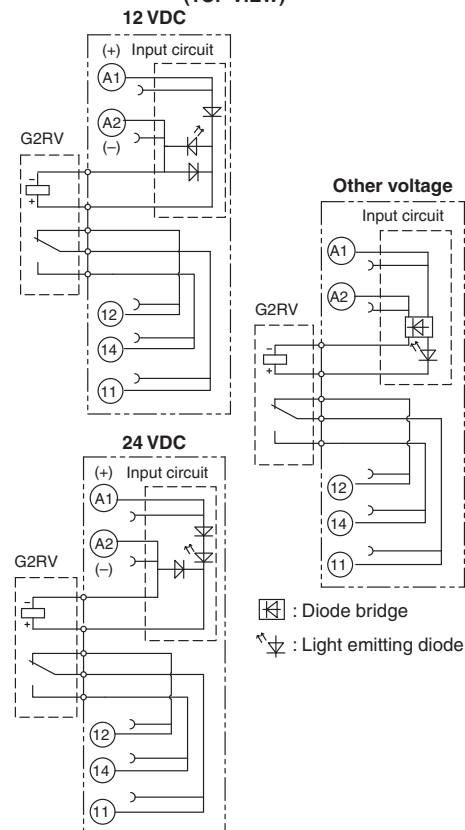 (TOP VIEW)
12 VDC
(+) Input circuit
A1
A2
(–)
G2RV
–
+
12
14
11
Other voltage
Input circuit
A1
A2
G2RV
–
+
12
14
11
24 VDC
(+) Input circuit
A1
A2
(–)
G2RV
–
+
12
14
11
: Diode bridge
: Light emitting diode